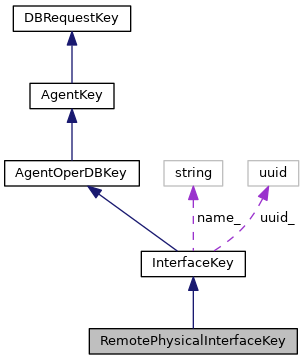 DBRequestKey
AgentKey
AgentOperDBKey
string
uuid
name_
uuid_
InterfaceKey
RemotePhysicalInterfaceKey